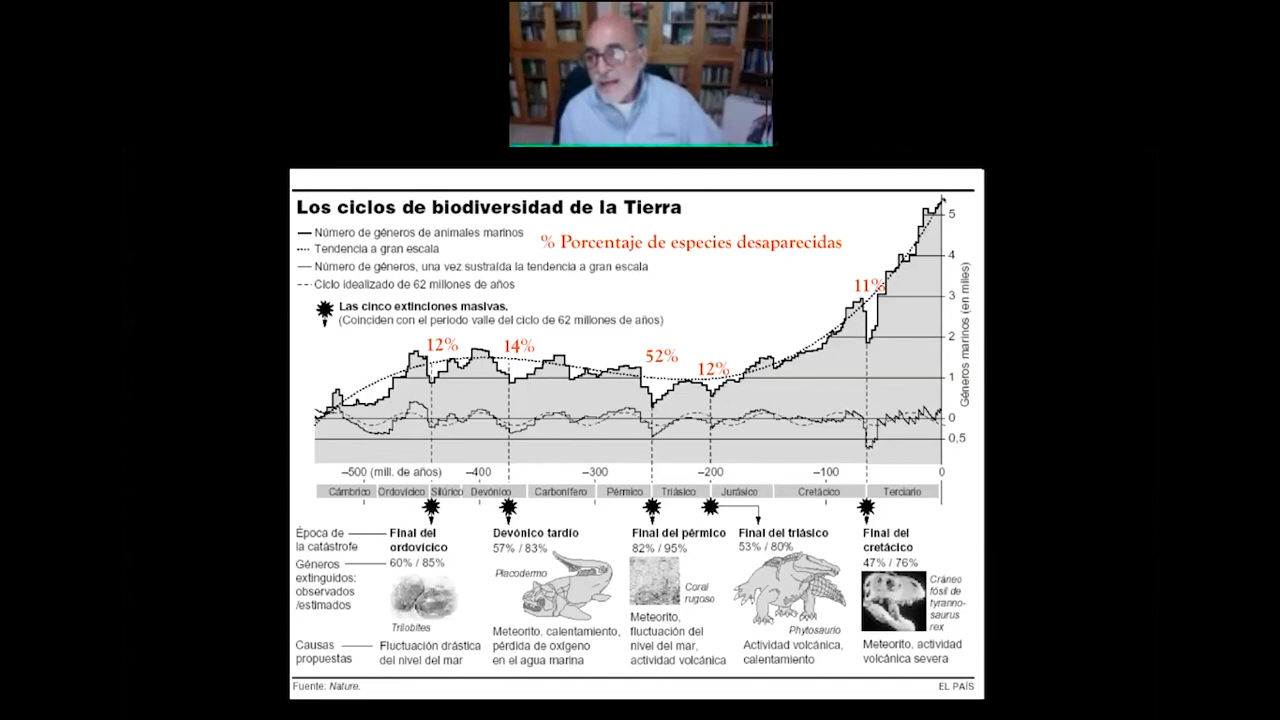 Los ciclos de biodiversidad de la Tierra
Número de géneros de animales marinos
Tendencia a gran escala
Número de géneros, una vez sustraída la tendencia a gran escala
Ciclo idealizado de 62 millones de años
% Porcentaje de especies desaparecidas
Las cinco extinciones masivas.
(Coinciden con el periodo valle del ciclo de 62 millones de años)
12%
14%
52%
12%
11%
5
4
3
2
1
0
0,5
Géneros marinos (en miles)
–500 (mill. de años)
–400
–300
–200
–100
0
Cámbrico
Ordovícico
Silúrico
Devónico
Carbonífero
Pérmico
Triásico
Jurásico
Cretácico
Terciario
Época de
la catástrofe
Géneros
extinguidos:
observados
/estimados
Causas
propuestas
Final del
ordovícico
60% / 85%
Trilobites
Fluctuación drástica
del nivel del mar
Devónico tardío
57% / 83%
Placodermo
Meteorito, calentamiento,
pérdida de oxígeno
en el agua marina
Final del pérmico
82% / 95%
Coral
rugoso
Meteorito,
fluctuación del
nivel del mar,
actividad volcánica
Final del triásico
53% / 80%
Phytosaurio
Actividad volcánica,
calentamiento
Final del
cretácico
47% / 76%
Cráneo
fósil de
tyranno-
saurus
rex
Meteorito, actividad
volcánica severa
Fuente: Nature.
EL PAÍS